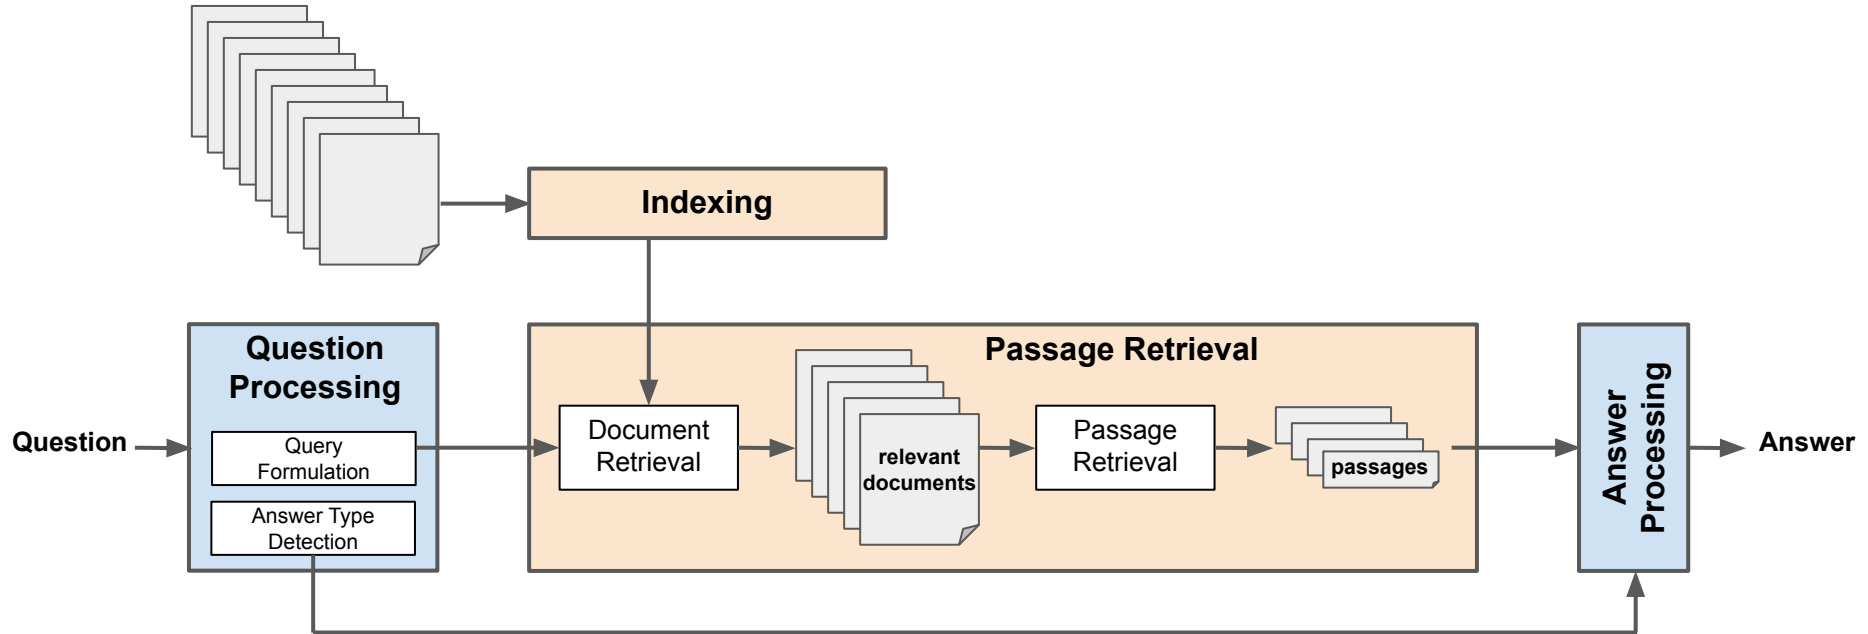 Indexing
Question
Processing
Passage Retrieval
Question
Query
Formulation
Answer Type
Detection
Document
Retrieval
relevant
documents
Passage
Retrieval
passages
Answer
Processing
Answer